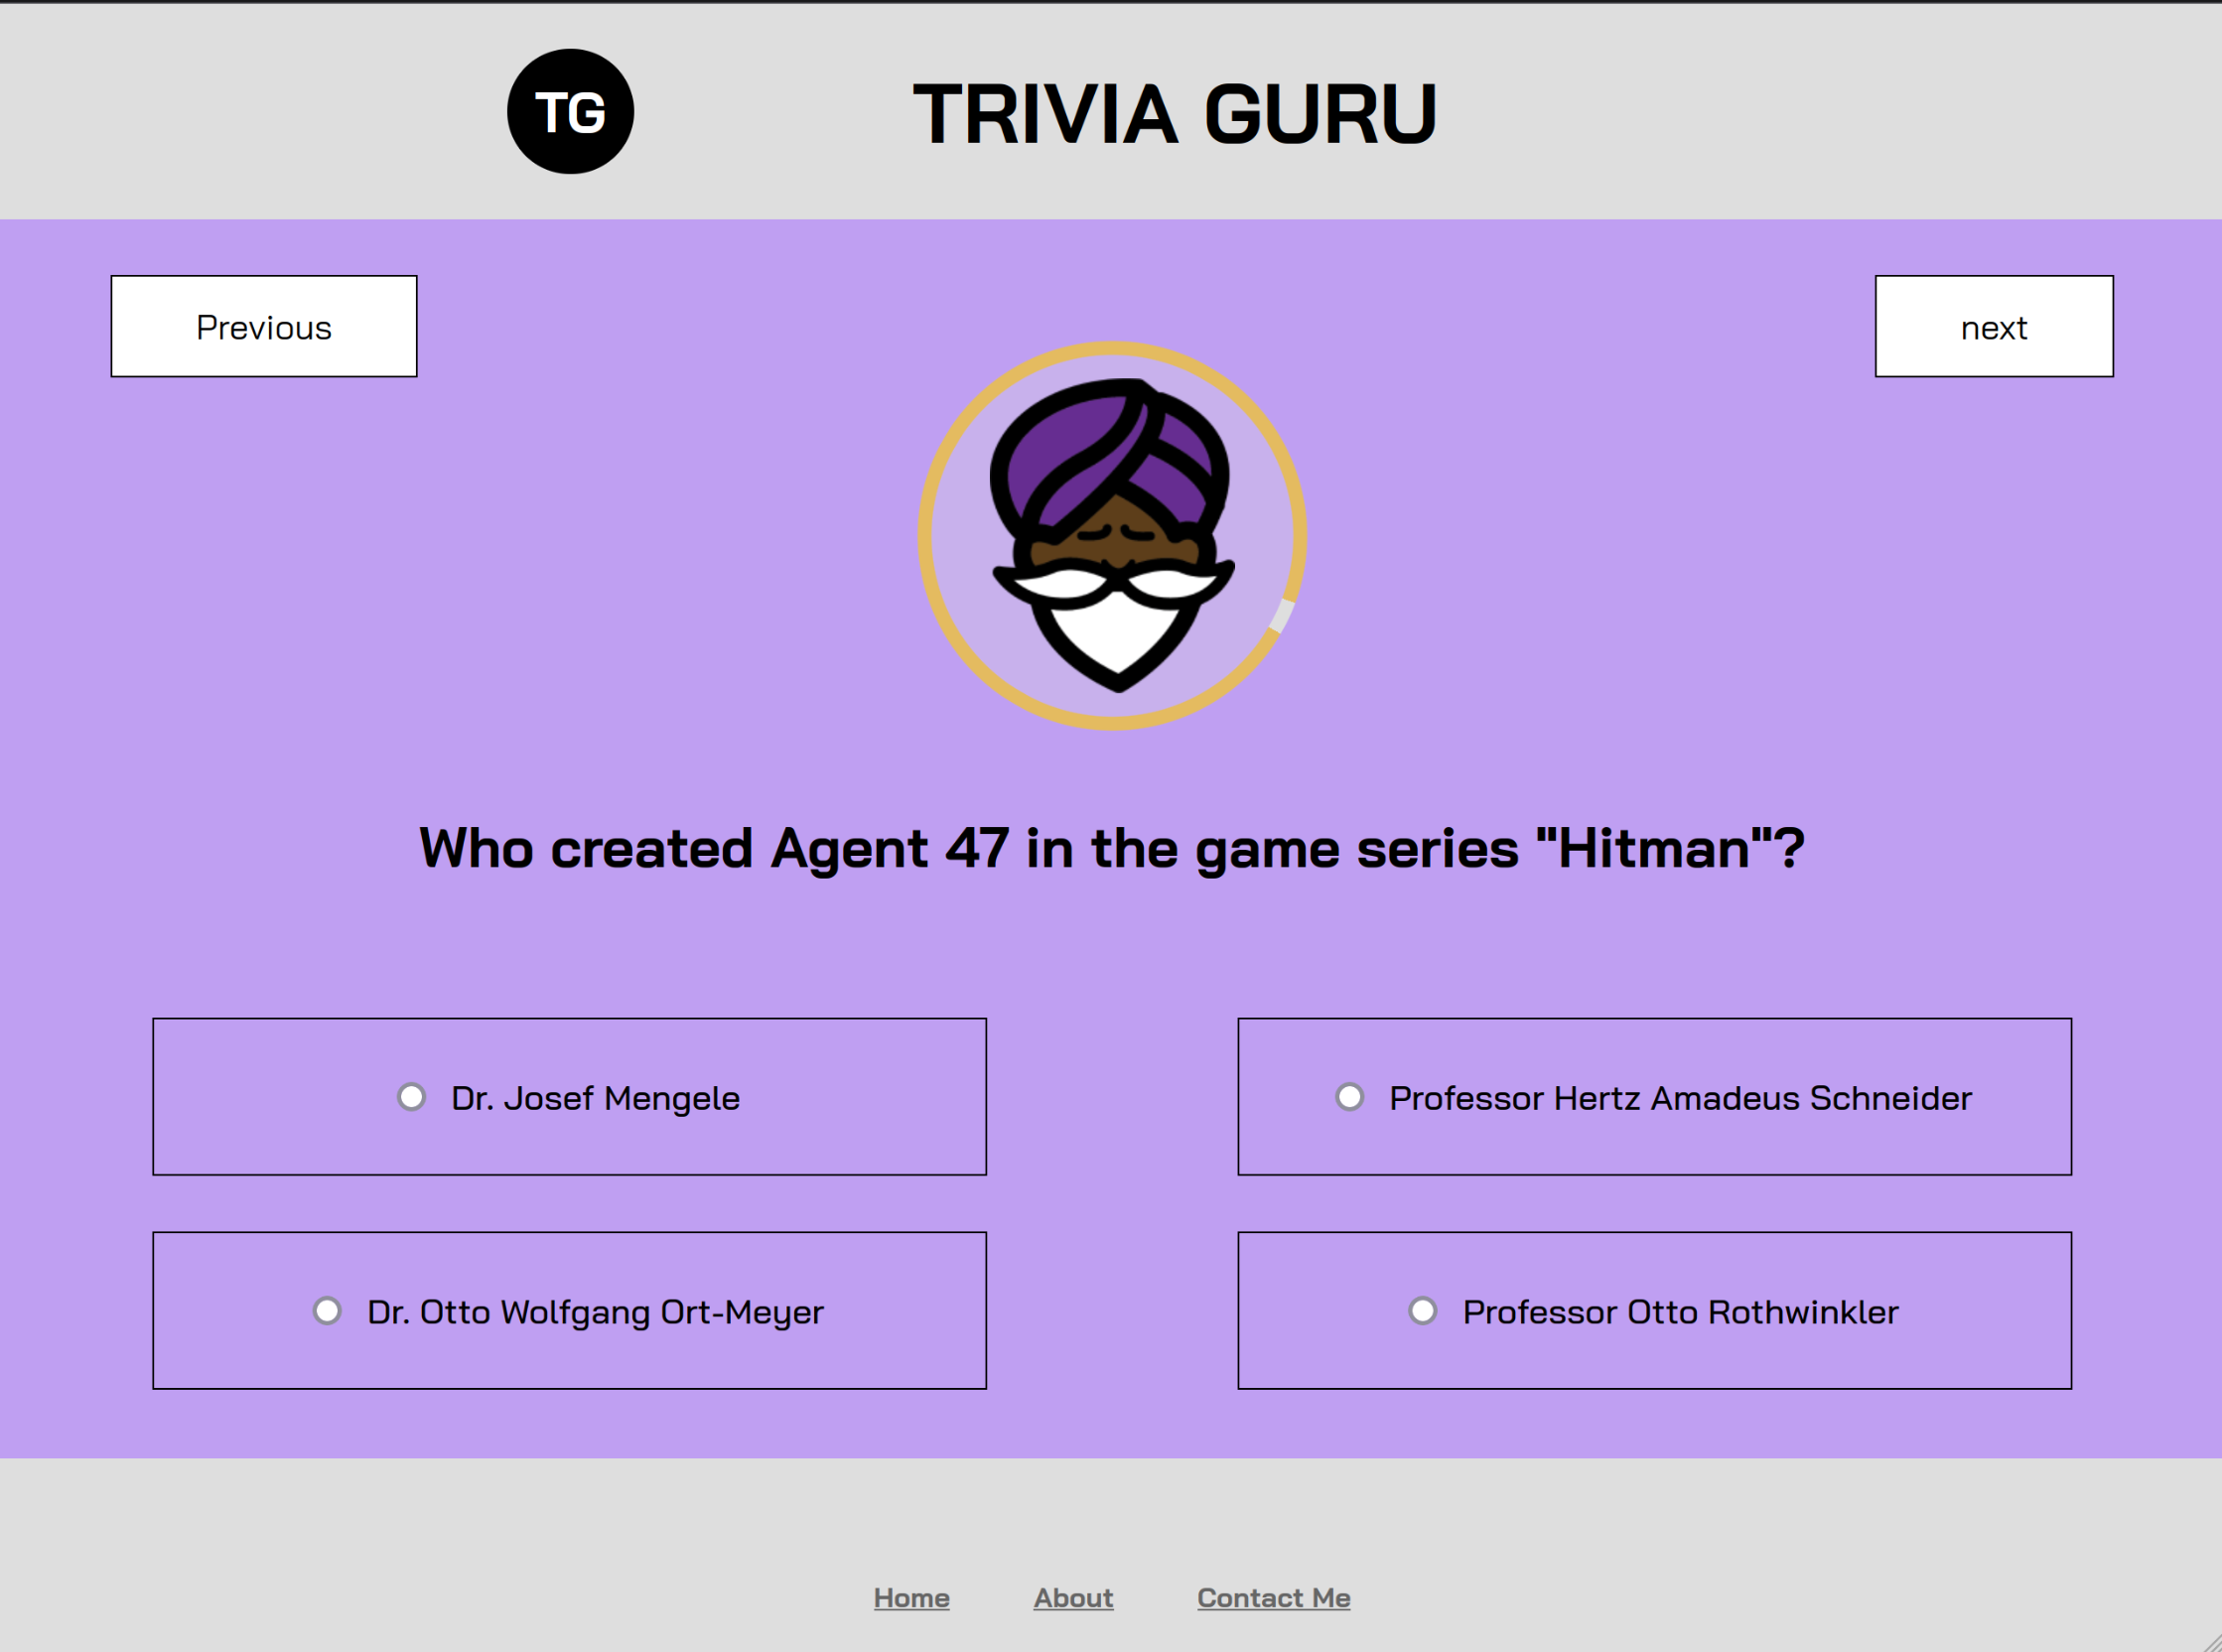 TG
TRIVIA GURU
Previous
next
Who created Agent 47 in the game series "Hitman"?
Dr. Josef Mengele
Professor Hertz Amadeus Schneider
Dr. Otto Wolfgang Ort-Meyer
Professor Otto Rothwinkler
Home
About
Contact Me